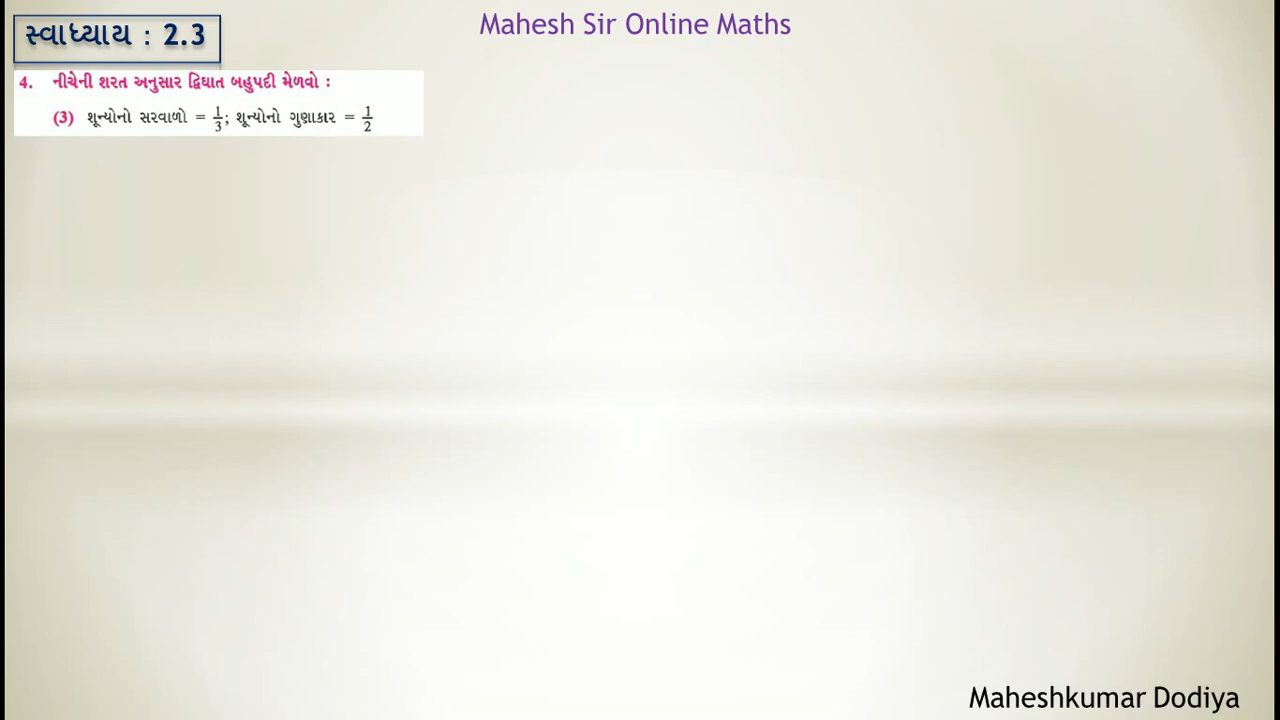 સ્વાધ્યાય : 2.3
Mahesh Sir Online Maths
4. નીચેની શરત અનુસાર દ્વિઘાત બહુપદી મેળવો :
(3) શૂન્યોનો સરવાળો = 1/3; શૂન્યોનો ગુણાકાર = 1/2
Maheshkumar Dodiya